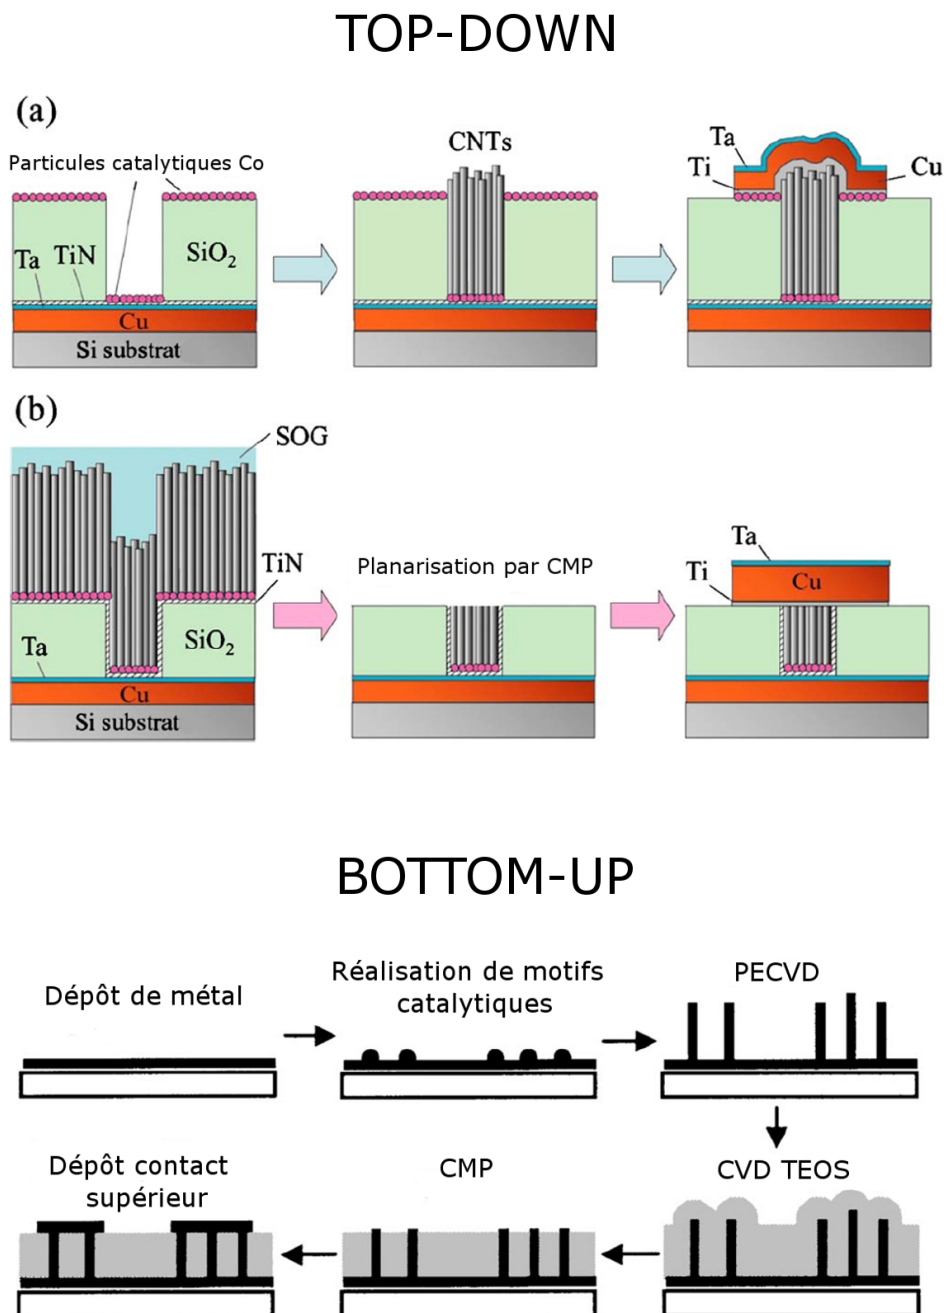 TOP-DOWN
(a)
Particules catalytiques Co
Ta
TiN
SiO2
Cu
Si substrat
CNTs
Ta
Ti
Cu
(b)
SOG
TiN
SiO2
Ta
Cu
Si substrat
Planarisation par CMP
Ta
Ti
Cu
BOTTOM-UP
Dépôt de métal
Réalisation de motifs
catalytiques
PECVD
Dépôt contact
supérieur
CMP
CVD TEOS